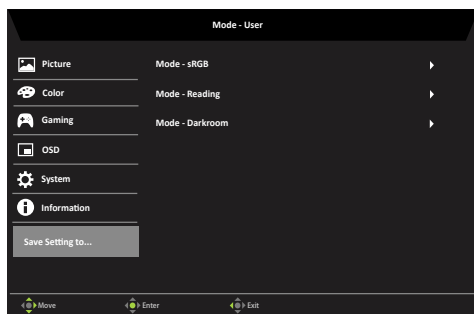 Mode - User
Picture
Mode - sRGB
Color
Mode - Reading
Gaming
Mode - Darkroom
OSD
System
Information
Save Setting to...
Move
Enter
Exit